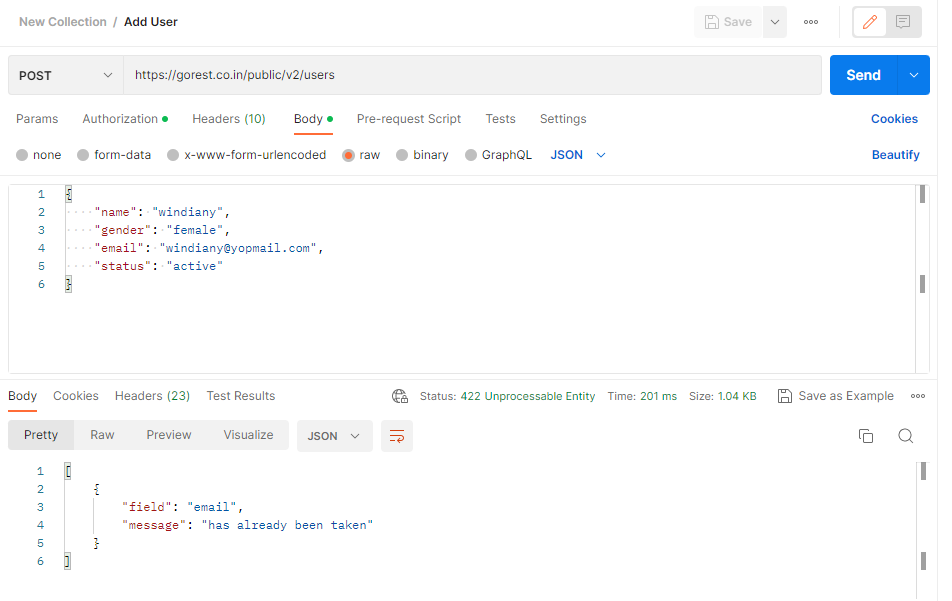 New Collection / Add User
Save
POST
https://gorest.co.in/public/v2/users
Send
Params Authorization Headers (10) Body Pre-request Script Tests Settings Cookies
none form-data x-www-form-urlencoded raw binary GraphQL JSON Beautify
1 {
2 ····"name":·"windiany",
3 ····"gender":·"female",
4 ····"email":·"windiany@yopmail.com",
5 ····"status":·"active"
6 }
Body Cookies Headers (23) Test Results Status: 422 Unprocessable Entity Time: 201 ms Size: 1.04 KB Save as Example
Pretty Raw Preview Visualize JSON
1 [
2 {
3 "field": "email",
4 "message": "has already been taken"
5 }
6 ]